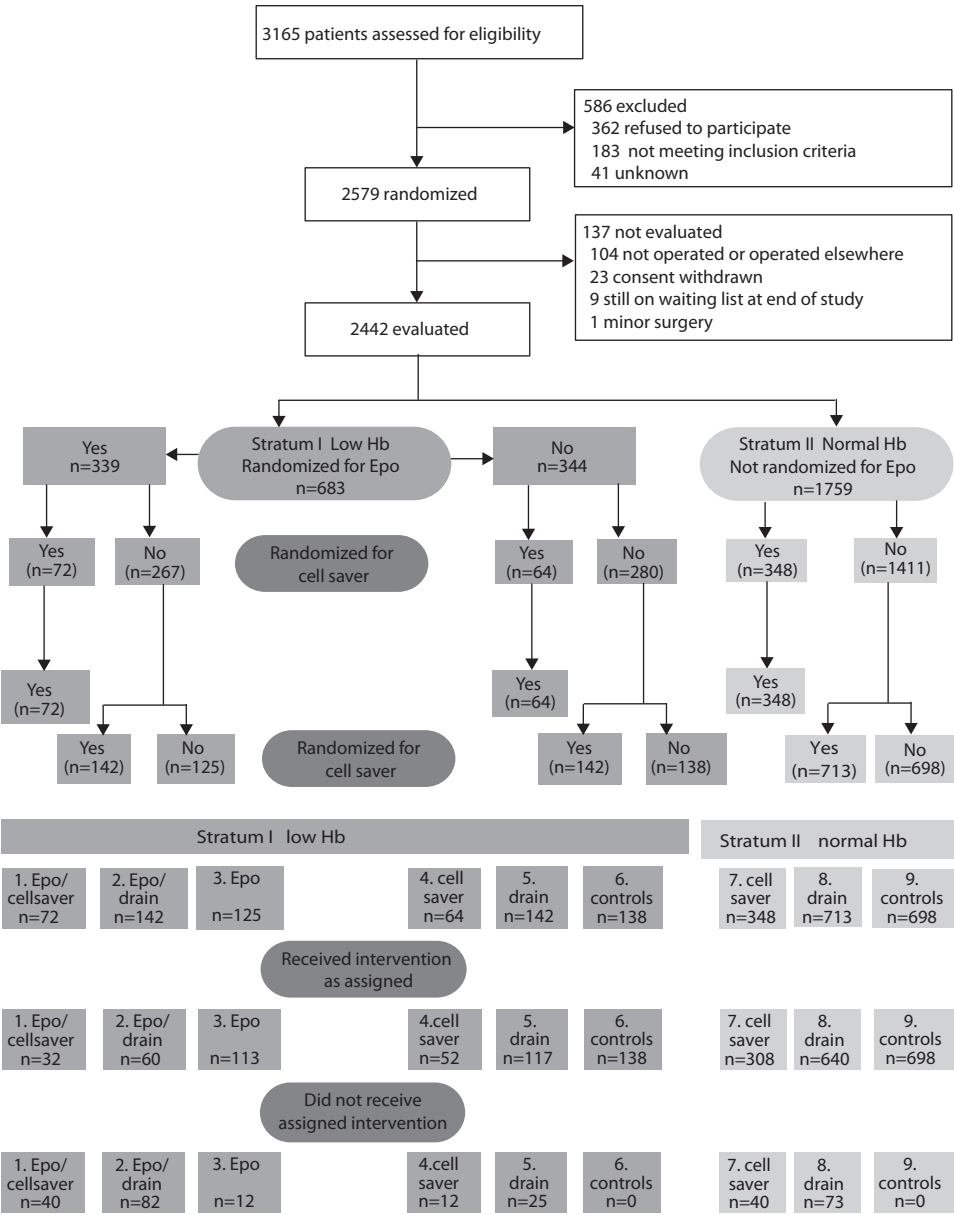 3165 patients assessed for eligibility
586 excluded
362 refused to participate
183 not meeting inclusion criteria
41 unknown
2579 randomized
137 not evaluated
104 not operated or operated elsewhere
23 consent withdrawn
9 still on waiting list at end of study
1 minor surgery
2442 evaluated
Yes
n=339
Stratum I Low Hb
Randomized for Epo
n=683
No
n=344
Stratum II Normal Hb
Not randomized for Epo
n=1759
Yes
(n=72)
No
(n=267)
Randomized for
cell saver
Yes
(n=64)
No
(n=280)
Yes
(n=348)
No
(n=1411)
Yes
(n=72)
Yes
(n=64)
Yes
(n=348)
Yes
(n=142)
No
(n=125)
Randomized for
cell saver
Yes
(n=142)
No
(n=138)
Yes
(n=713)
No
(n=698)
Stratum I low Hb
Stratum II normal Hb
1. Epo/
cellsaver
n=72
2. Epo/
drain
n=142
3. Epo
n=125
4. cell
saver
n=64
5.
drain
n=142
6.
controls
n=138
7. cell
saver
n=348
8.
drain
n=713
9.
controls
n=698
Received intervention
as assigned
1. Epo/
cellsaver
n=32
2. Epo/
drain
n=60
3. Epo
n=113
4.cell
saver
n=52
5.
drain
n=117
6.
controls
n=138
7. cell
saver
n=308
8.
drain
n=640
9.
controls
n=698
Did not receive
assigned intervention
1. Epo/
cellsaver
n=40
2. Epo/
drain
n=82
3. Epo
n=12
4.cell
saver
n=12
5.
drain
n=25
6.
controls
n=0
7. cell
saver
n=40
8.
drain
n=73
9.
controls
n=0